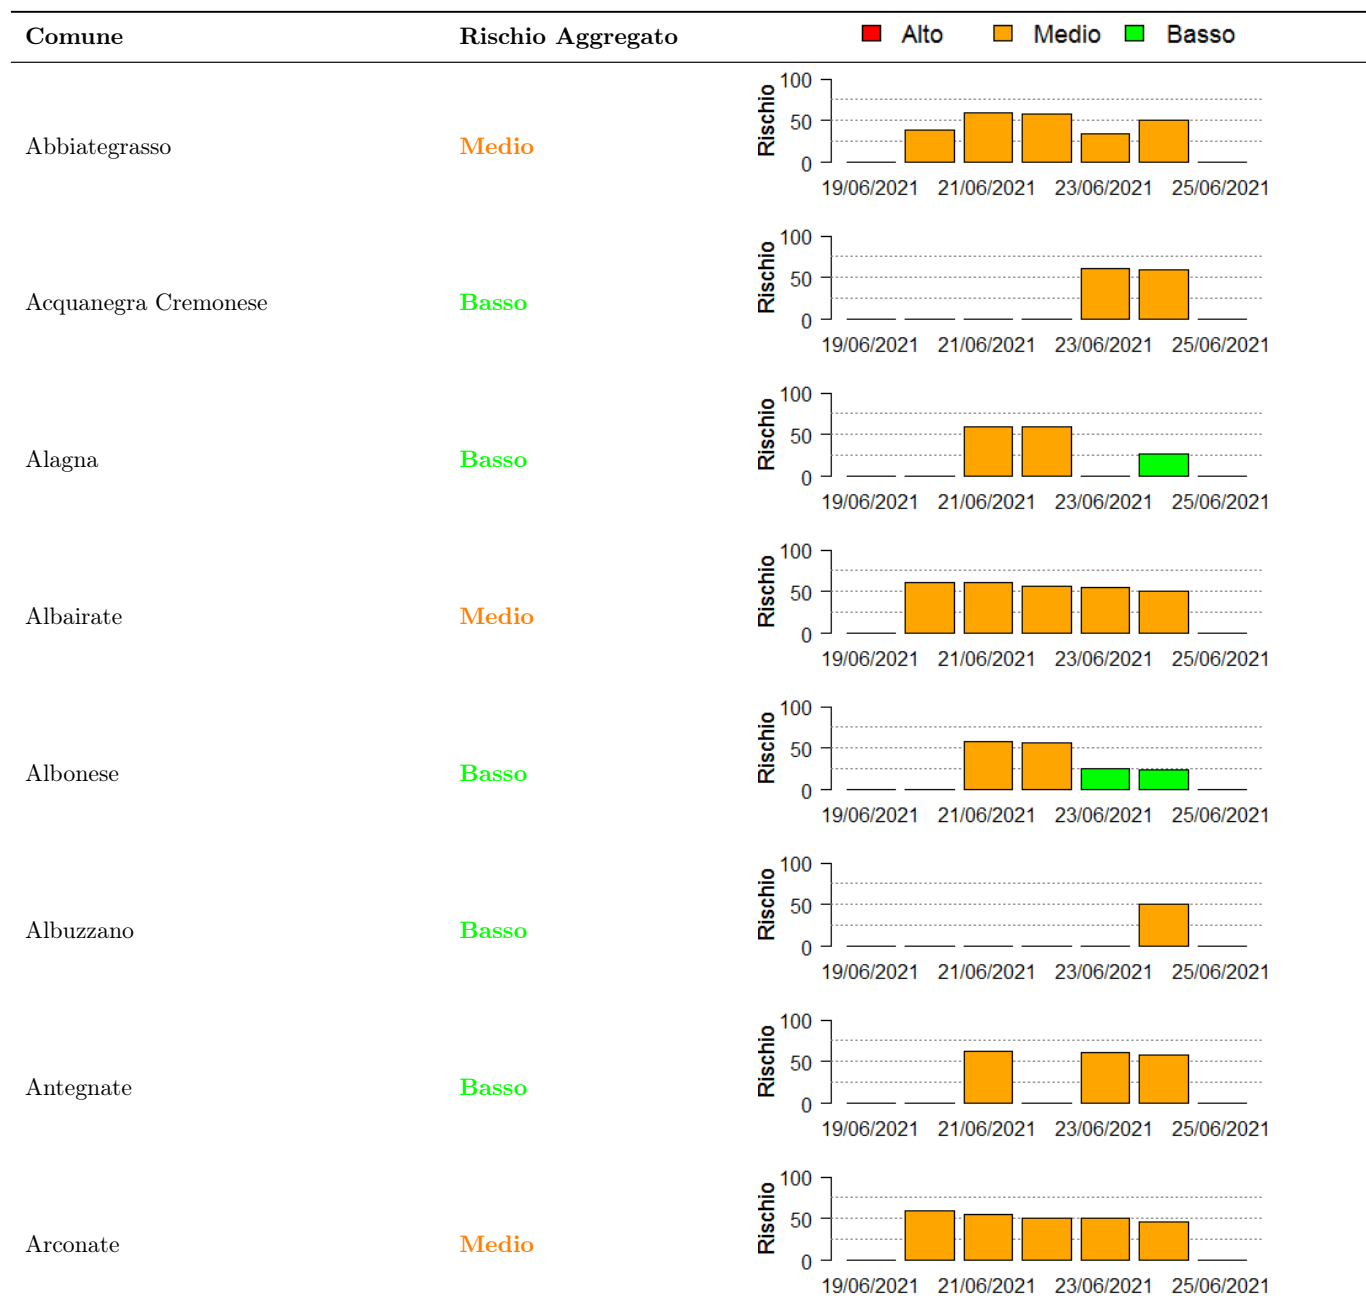 Comune Rischio Aggregato Alto Medio Basso
Abbiategrasso Medio
Rischio
100
50
0
19/06/2021 21/06/2021 23/06/2021 25/06/2021
Acquanegra Cremonese Basso
Rischio
100
50
0
19/06/2021 21/06/2021 23/06/2021 25/06/2021
Alagna Basso
Rischio
100
50
0
19/06/2021 21/06/2021 23/06/2021 25/06/2021
Albairate Medio
Rischio
100
50
0
19/06/2021 21/06/2021 23/06/2021 25/06/2021
Albonese Basso
Rischio
100
50
0
19/06/2021 21/06/2021 23/06/2021 25/06/2021
Albuzzano Basso
Rischio
100
50
0
19/06/2021 21/06/2021 23/06/2021 25/06/2021
Antegnate Basso
Rischio
100
50
0
19/06/2021 21/06/2021 23/06/2021 25/06/2021
Arconate Medio
Rischio
100
50
0
19/06/2021 21/06/2021 23/06/2021 25/06/2021